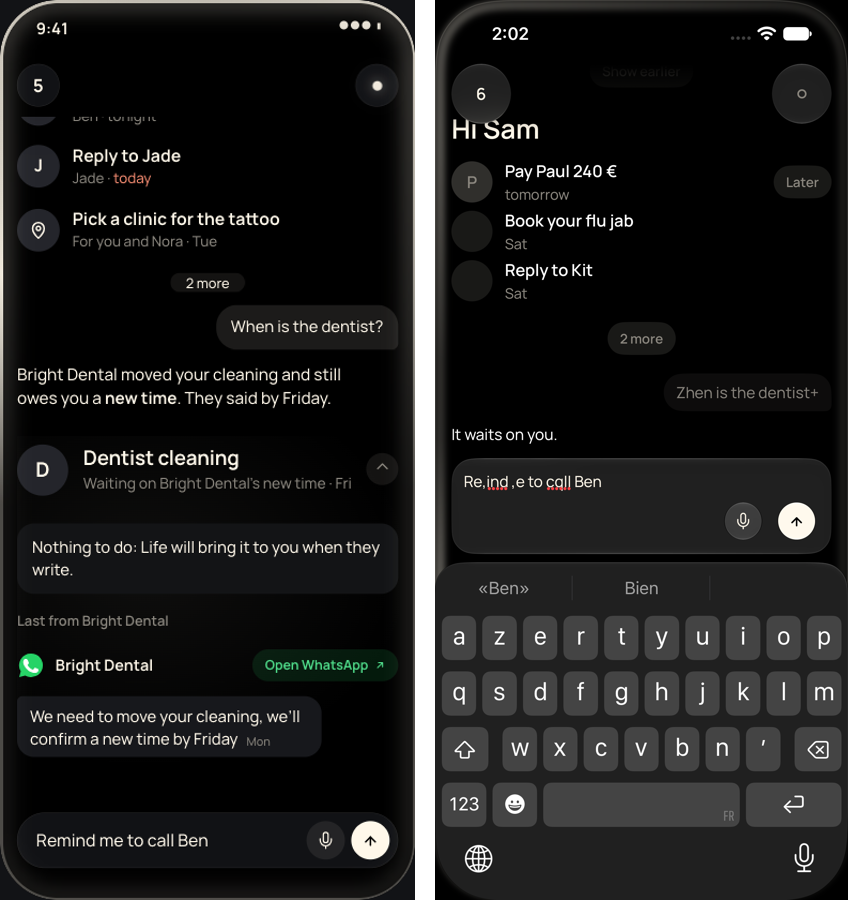 9:41
5
Ben · tonight
J
Reply to Jade
Jade · today
Pick a clinic for the tattoo
For you and Nora · Tue
2 more
When is the dentist?
Bright Dental moved your cleaning and still
owes you a new time. They said by Friday.
D
Dentist cleaning
Waiting on Bright Dental's new time · Fri
Nothing to do: Life will bring it to you when they
write.
Last from Bright Dental
Bright Dental
Open WhatsApp ↗
We need to move your cleaning, we'll
confirm a new time by Friday Mon
Remind me to call Ben
2:02
Show earlier
6
Hi Sam
P
Pay Paul 240 €
tomorrow
Later
Book your flu jab
Sat
Reply to Kit
Sat
2 more
Zhen is the dentist+
It waits on you.
Re,ind ,e to cqll Ben
«Ben» Bien
a z e r t y u i o p
q s d f g h j k l m
w x c v b n '
123
FR